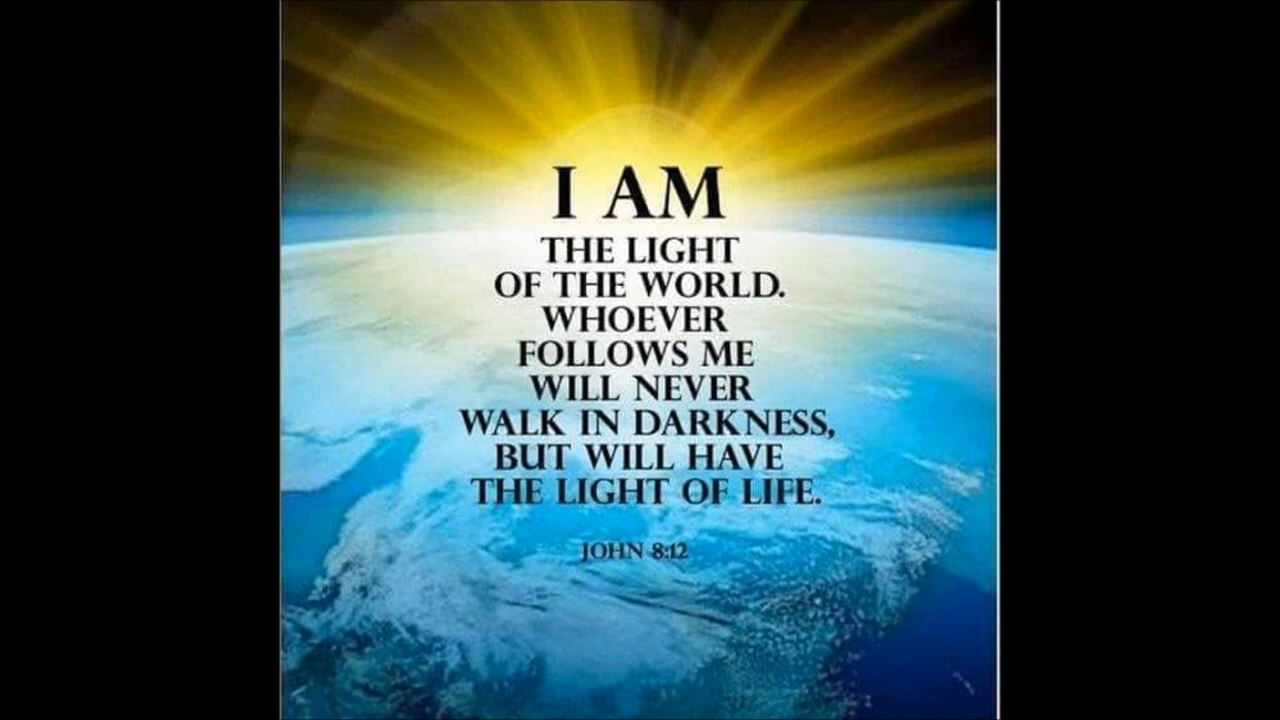 I AM
THE LIGHT
OF THE WORLD.
WHOEVER
FOLLOWS ME
WILL NEVER
WALK IN DARKNESS,
BUT WILL HAVE
THE LIGHT OF LIFE.
JOHN 8:12